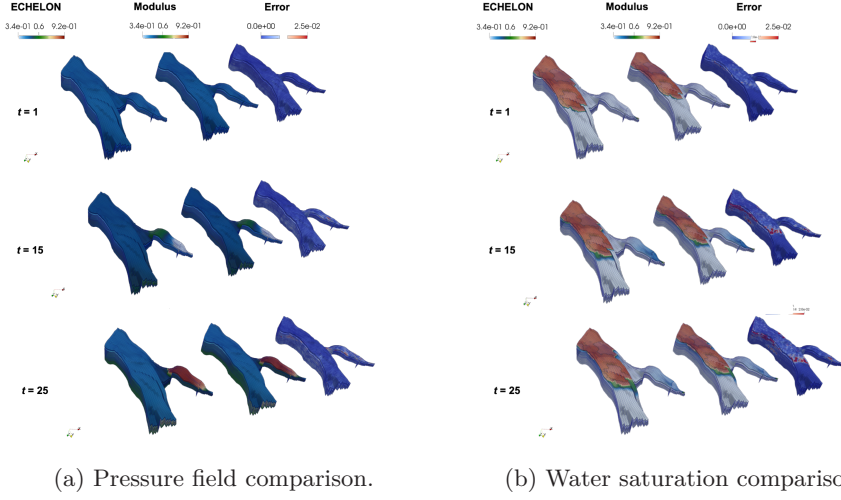 ECHELON Modulus Error
3.4e-01 0.6 9.2e-01 3.4e-01 0.6 9.2e-01 0.0e+00 2.5e-02
t = 1
t = 15
t = 25
(a) Pressure field comparison.
ECHELON Modulus Error
3.4e-01 0.6 9.2e-01 3.4e-01 0.6 9.2e-01 0.0e+00 2.5e-02
t = 1
t = 15
t = 25
(b) Water saturation compariso